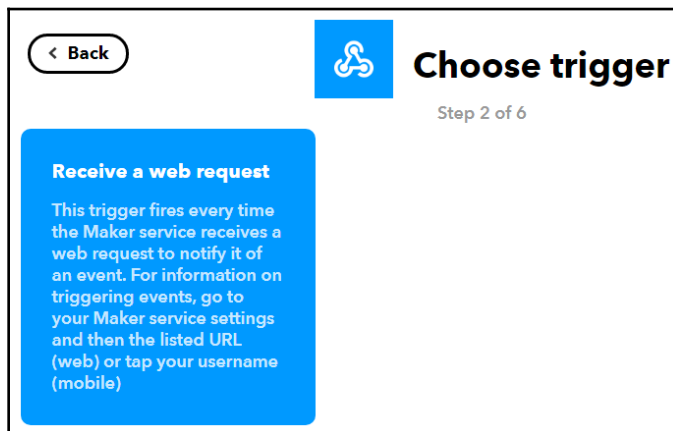 Back
Choose trigger
Step 2 of 6
Receive a web request
This trigger fires every time
the Maker service receives a
web request to notify it of
an event. For information on
triggering events, go to
your Maker service settings
and then the listed URL
(web) or tap your username
(mobile)